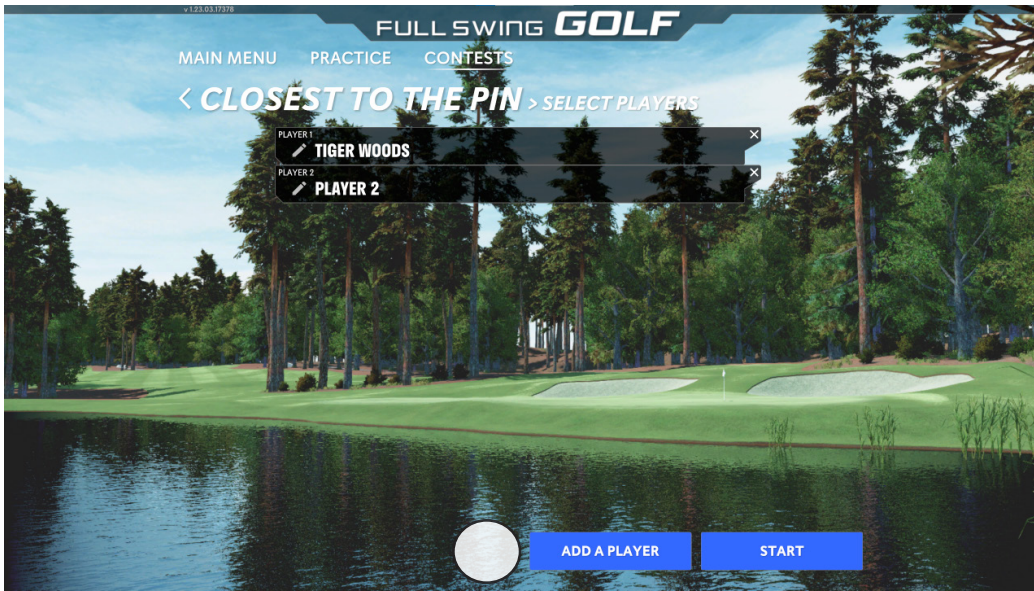 v 1.23.03.17378
FULL SWING GOLF
MAIN MENU PRACTICE CONTESTS
< CLOSEST TO THE PIN > SELECT PLAYERS
PLAYER 1
TIGER WOODS
PLAYER 2
PLAYER 2
ADD A PLAYER START